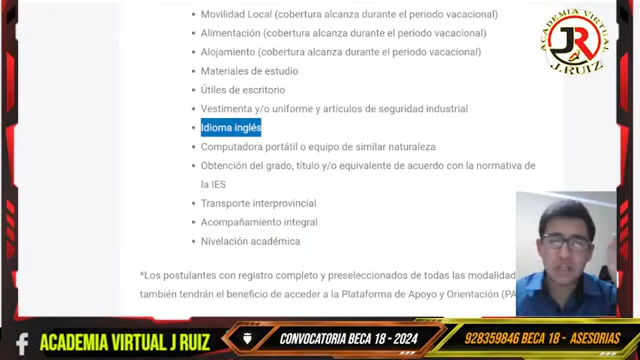 Movilidad Local (cobertura alcanza durante el periodo vacacional)
Alimentación (cobertura alcanza durante el periodo vacacional)
Alojamiento (cobertura alcanza durante el periodo vacacional)
Materiales de estudio
Útiles de escritorio
Vestimenta y/o uniforme y artículos de seguridad industrial
Idioma inglés
Computadora portátil o equipo de similar naturaleza
Obtención del grado, título y/o equivalente de acuerdo con la normativa de
la IES
Transporte interprovincial
Acompañamiento integral
Nivelación académica
*Los postulantes con registro completo y preseleccionados de todas las modalidad
también tendrán el beneficio de acceder a la Plataforma de Apoyo y Orientación (PA
ACADEMIA VIRTUAL
JR
J. RUIZ
ACADEMIA VIRTUAL J RUIZ
CONVOCATORIA BECA 18 - 2024
928359846 BECA 18 - ASESORIAS